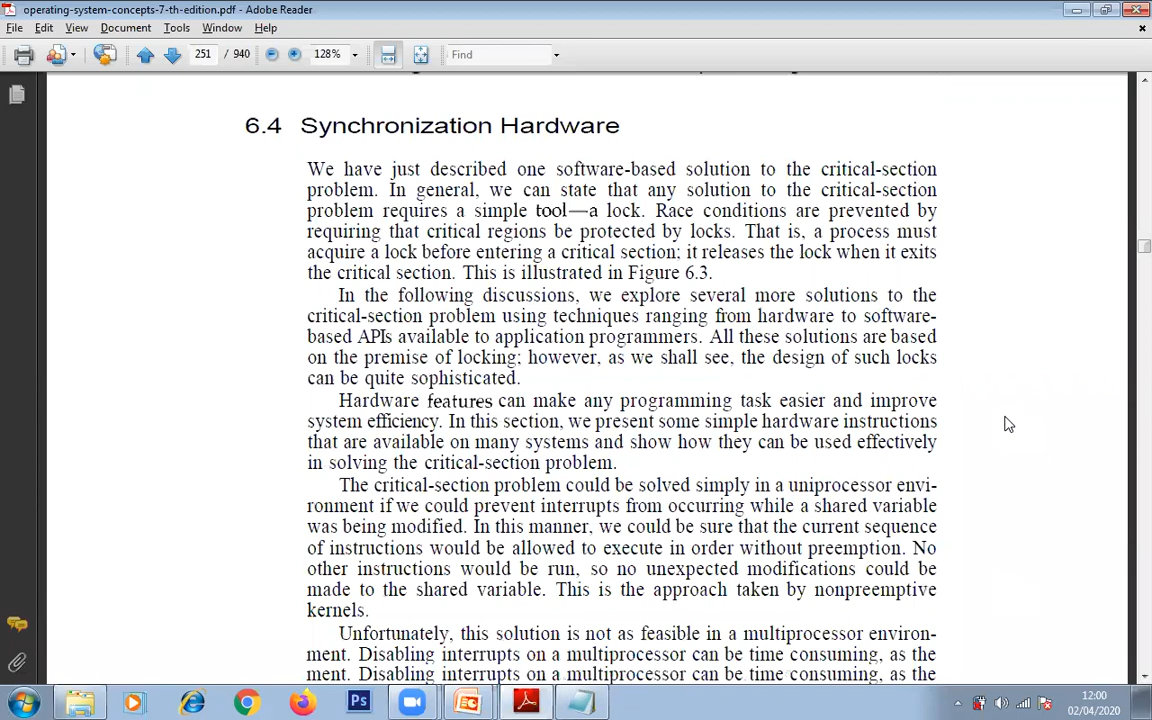 operating-system-concepts-7-th-edition.pdf - Adobe Reader
File Edit View Document Tools Window Help
251 / 940 128% Find
6.4 Synchronization Hardware
We have just described one software-based solution to the critical-section
problem. In general, we can state that any solution to the critical-section
problem requires a simple tool—a lock. Race conditions are prevented by
requiring that critical regions be protected by locks. That is, a process must
acquire a lock before entering a critical section; it releases the lock when it exits
the critical section. This is illustrated in Figure 6.3.
In the following discussions, we explore several more solutions to the
critical-section problem using techniques ranging from hardware to software-
based APIs available to application programmers. All these solutions are based
on the premise of locking; however, as we shall see, the design of such locks
can be quite sophisticated.
Hardware features can make any programming task easier and improve
system efficiency. In this section, we present some simple hardware instructions
that are available on many systems and show how they can be used effectively
in solving the critical-section problem.
The critical-section problem could be solved simply in a uniprocessor envi-
ronment if we could prevent interrupts from occurring while a shared variable
was being modified. In this manner, we could be sure that the current sequence
of instructions would be allowed to execute in order without preemption. No
other instructions would be run, so no unexpected modifications could be
made to the shared variable. This is the approach taken by nonpreemptive
kernels.
Unfortunately, this solution is not as feasible in a multiprocessor environ-
ment. Disabling interrupts on a multiprocessor can be time consuming, as the
ment. Disabling interrupts on a multiprocessor can be time consuming, as the
Ps
12:00
02/04/2020